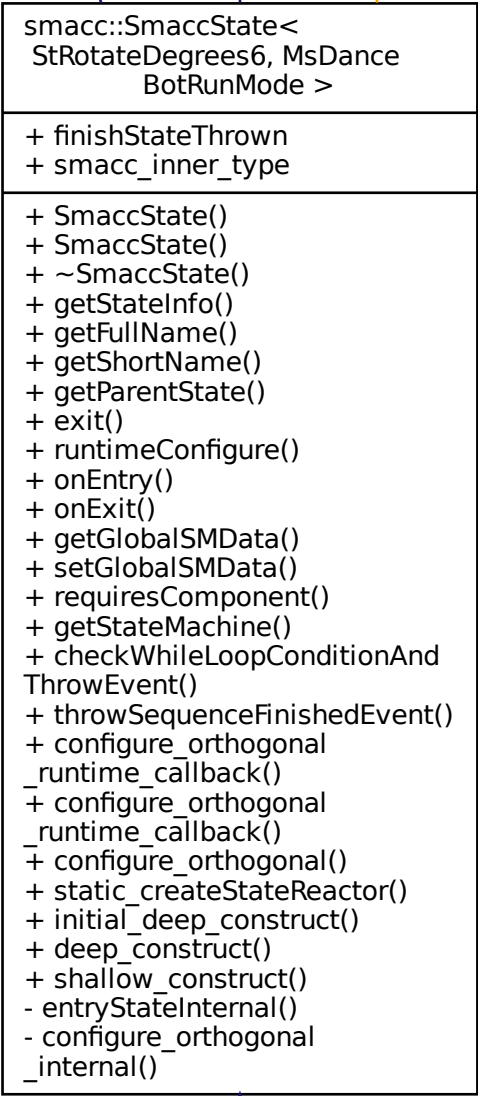 smacc::SmaccState<
StRotateDegrees6, MsDance
BotRunMode >
+ finishStateThrown
+ smacc_inner_type
+ SmaccState()
+ SmaccState()
+ ~SmaccState()
+ getStateInfo()
+ getFullName()
+ getShortName()
+ getParentState()
+ exit()
+ runtimeConfigure()
+ onEntry()
+ onExit()
+ getGlobalSMData()
+ setGlobalSMData()
+ requiresComponent()
+ getStateMachine()
+ checkWhileLoopConditionAnd
ThrowEvent()
+ throwSequenceFinishedEvent()
+ configure_orthogonal
_runtime_callback()
+ configure_orthogonal
_runtime_callback()
+ configure_orthogonal()
+ static_createStateReactor()
+ initial_deep_construct()
+ deep_construct()
+ shallow_construct()
- entryStateInternal()
- configure_orthogonal
_internal()